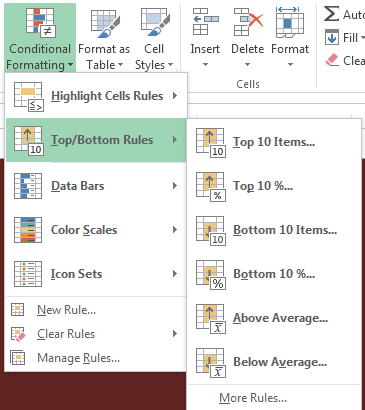 Conditional Formatting
Format as Table
Cell Styles
Insert
Delete
Format
Cells
Σ Auto
Fill
Clea
Highlight Cells Rules
Top/Bottom Rules
Data Bars
Color Scales
Icon Sets
New Rule...
Clear Rules
Manage Rules...
Top 10 Items...
Top 10 %...
Bottom 10 Items...
Bottom 10 %...
Above Average...
Below Average...
More Rules...